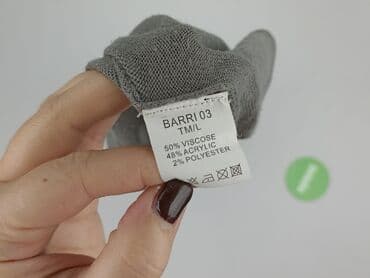 BARRI 03
TM/L
50% VISCOSE
48% ACRYLIC
2% POLYESTER